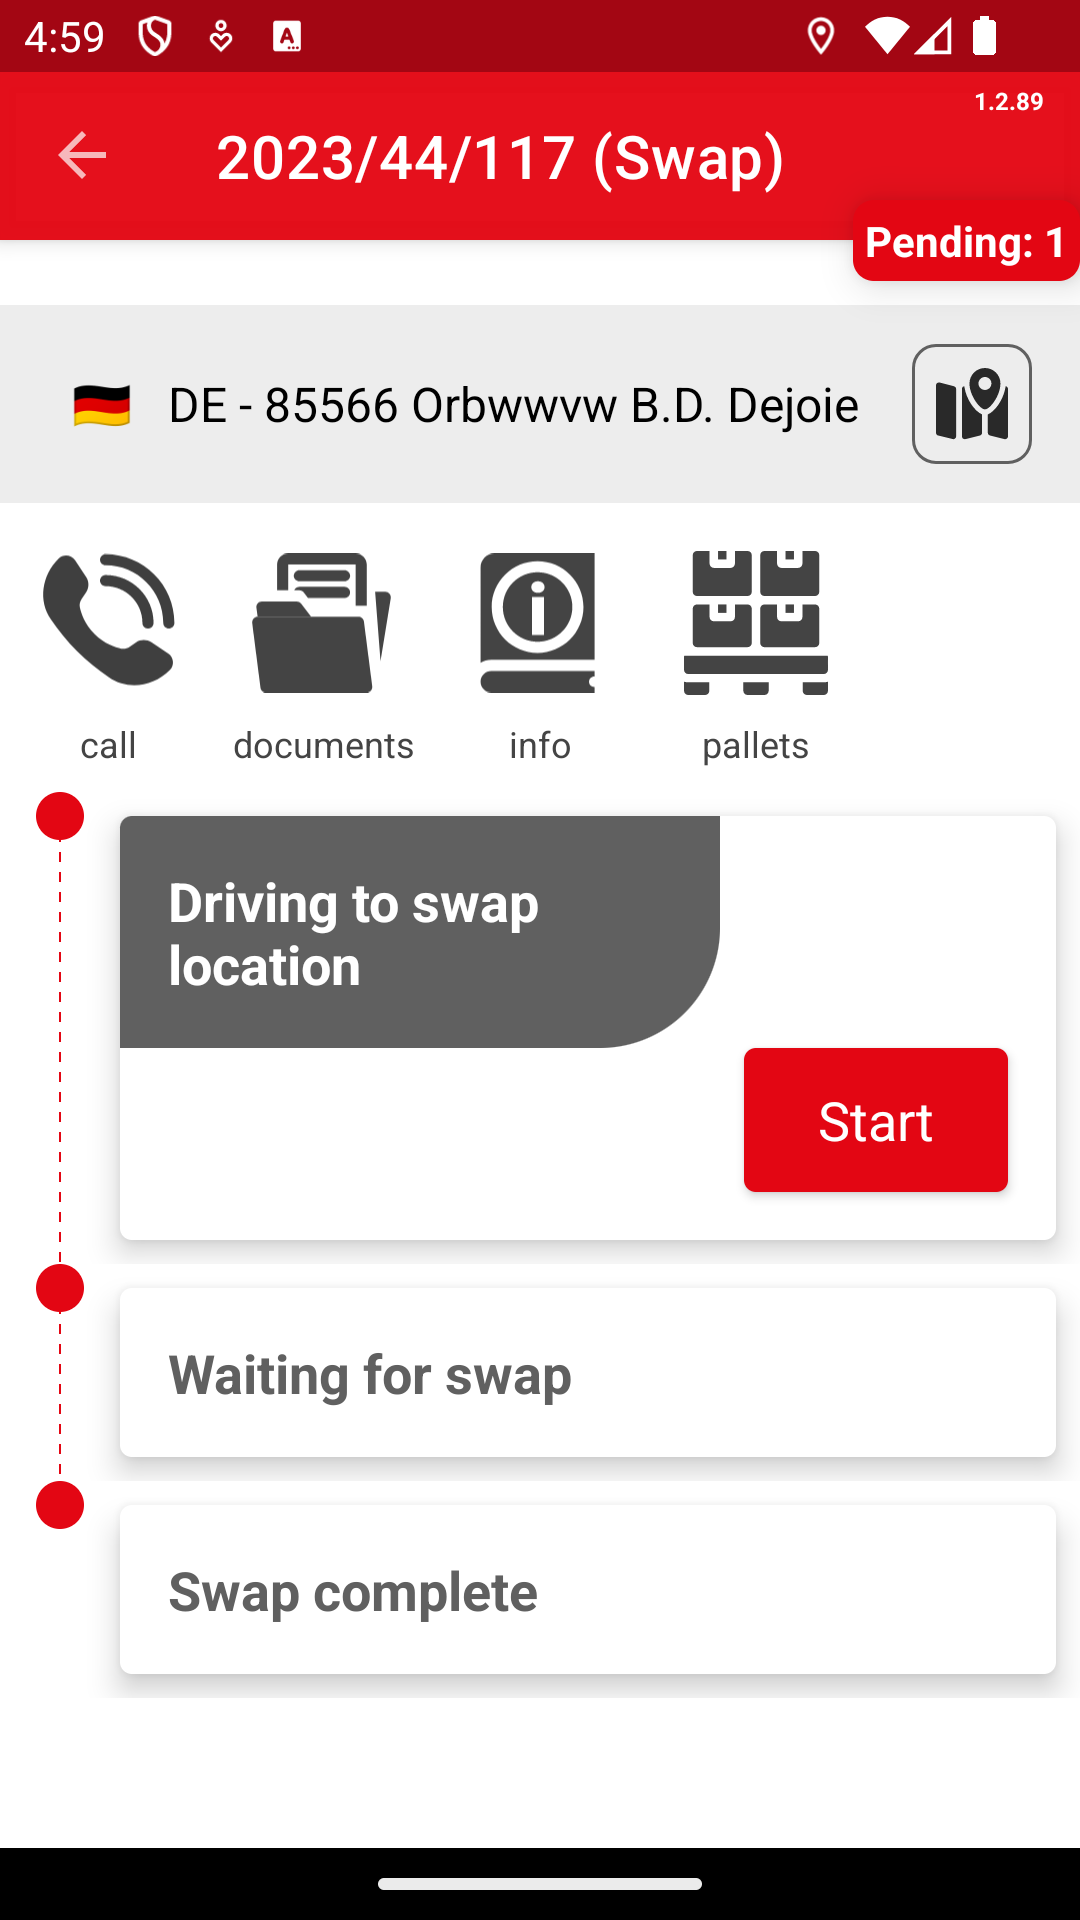 4:59
1.2.89
2023/44/117 (Swap)
Pending: 1
DE - 85566 Orbwwvw B.D. Dejoie
call
documents
info
pallets
Driving to swap
location
Start
Waiting for swap
Swap complete